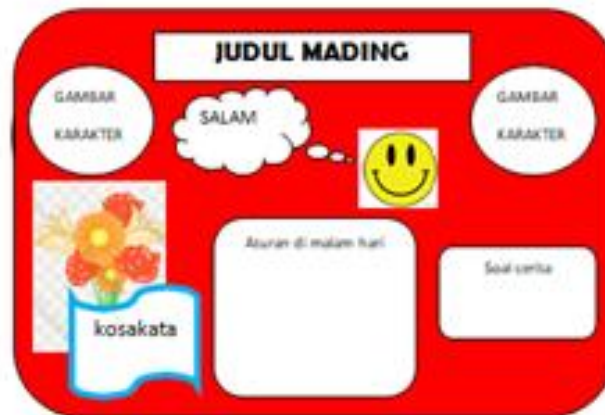 JUDUL MADING
GAMBAR
KARAKTER
SALAM
GAMBAR
KARAKTER
Aturan di malam hari
Soal cerita
kosakata